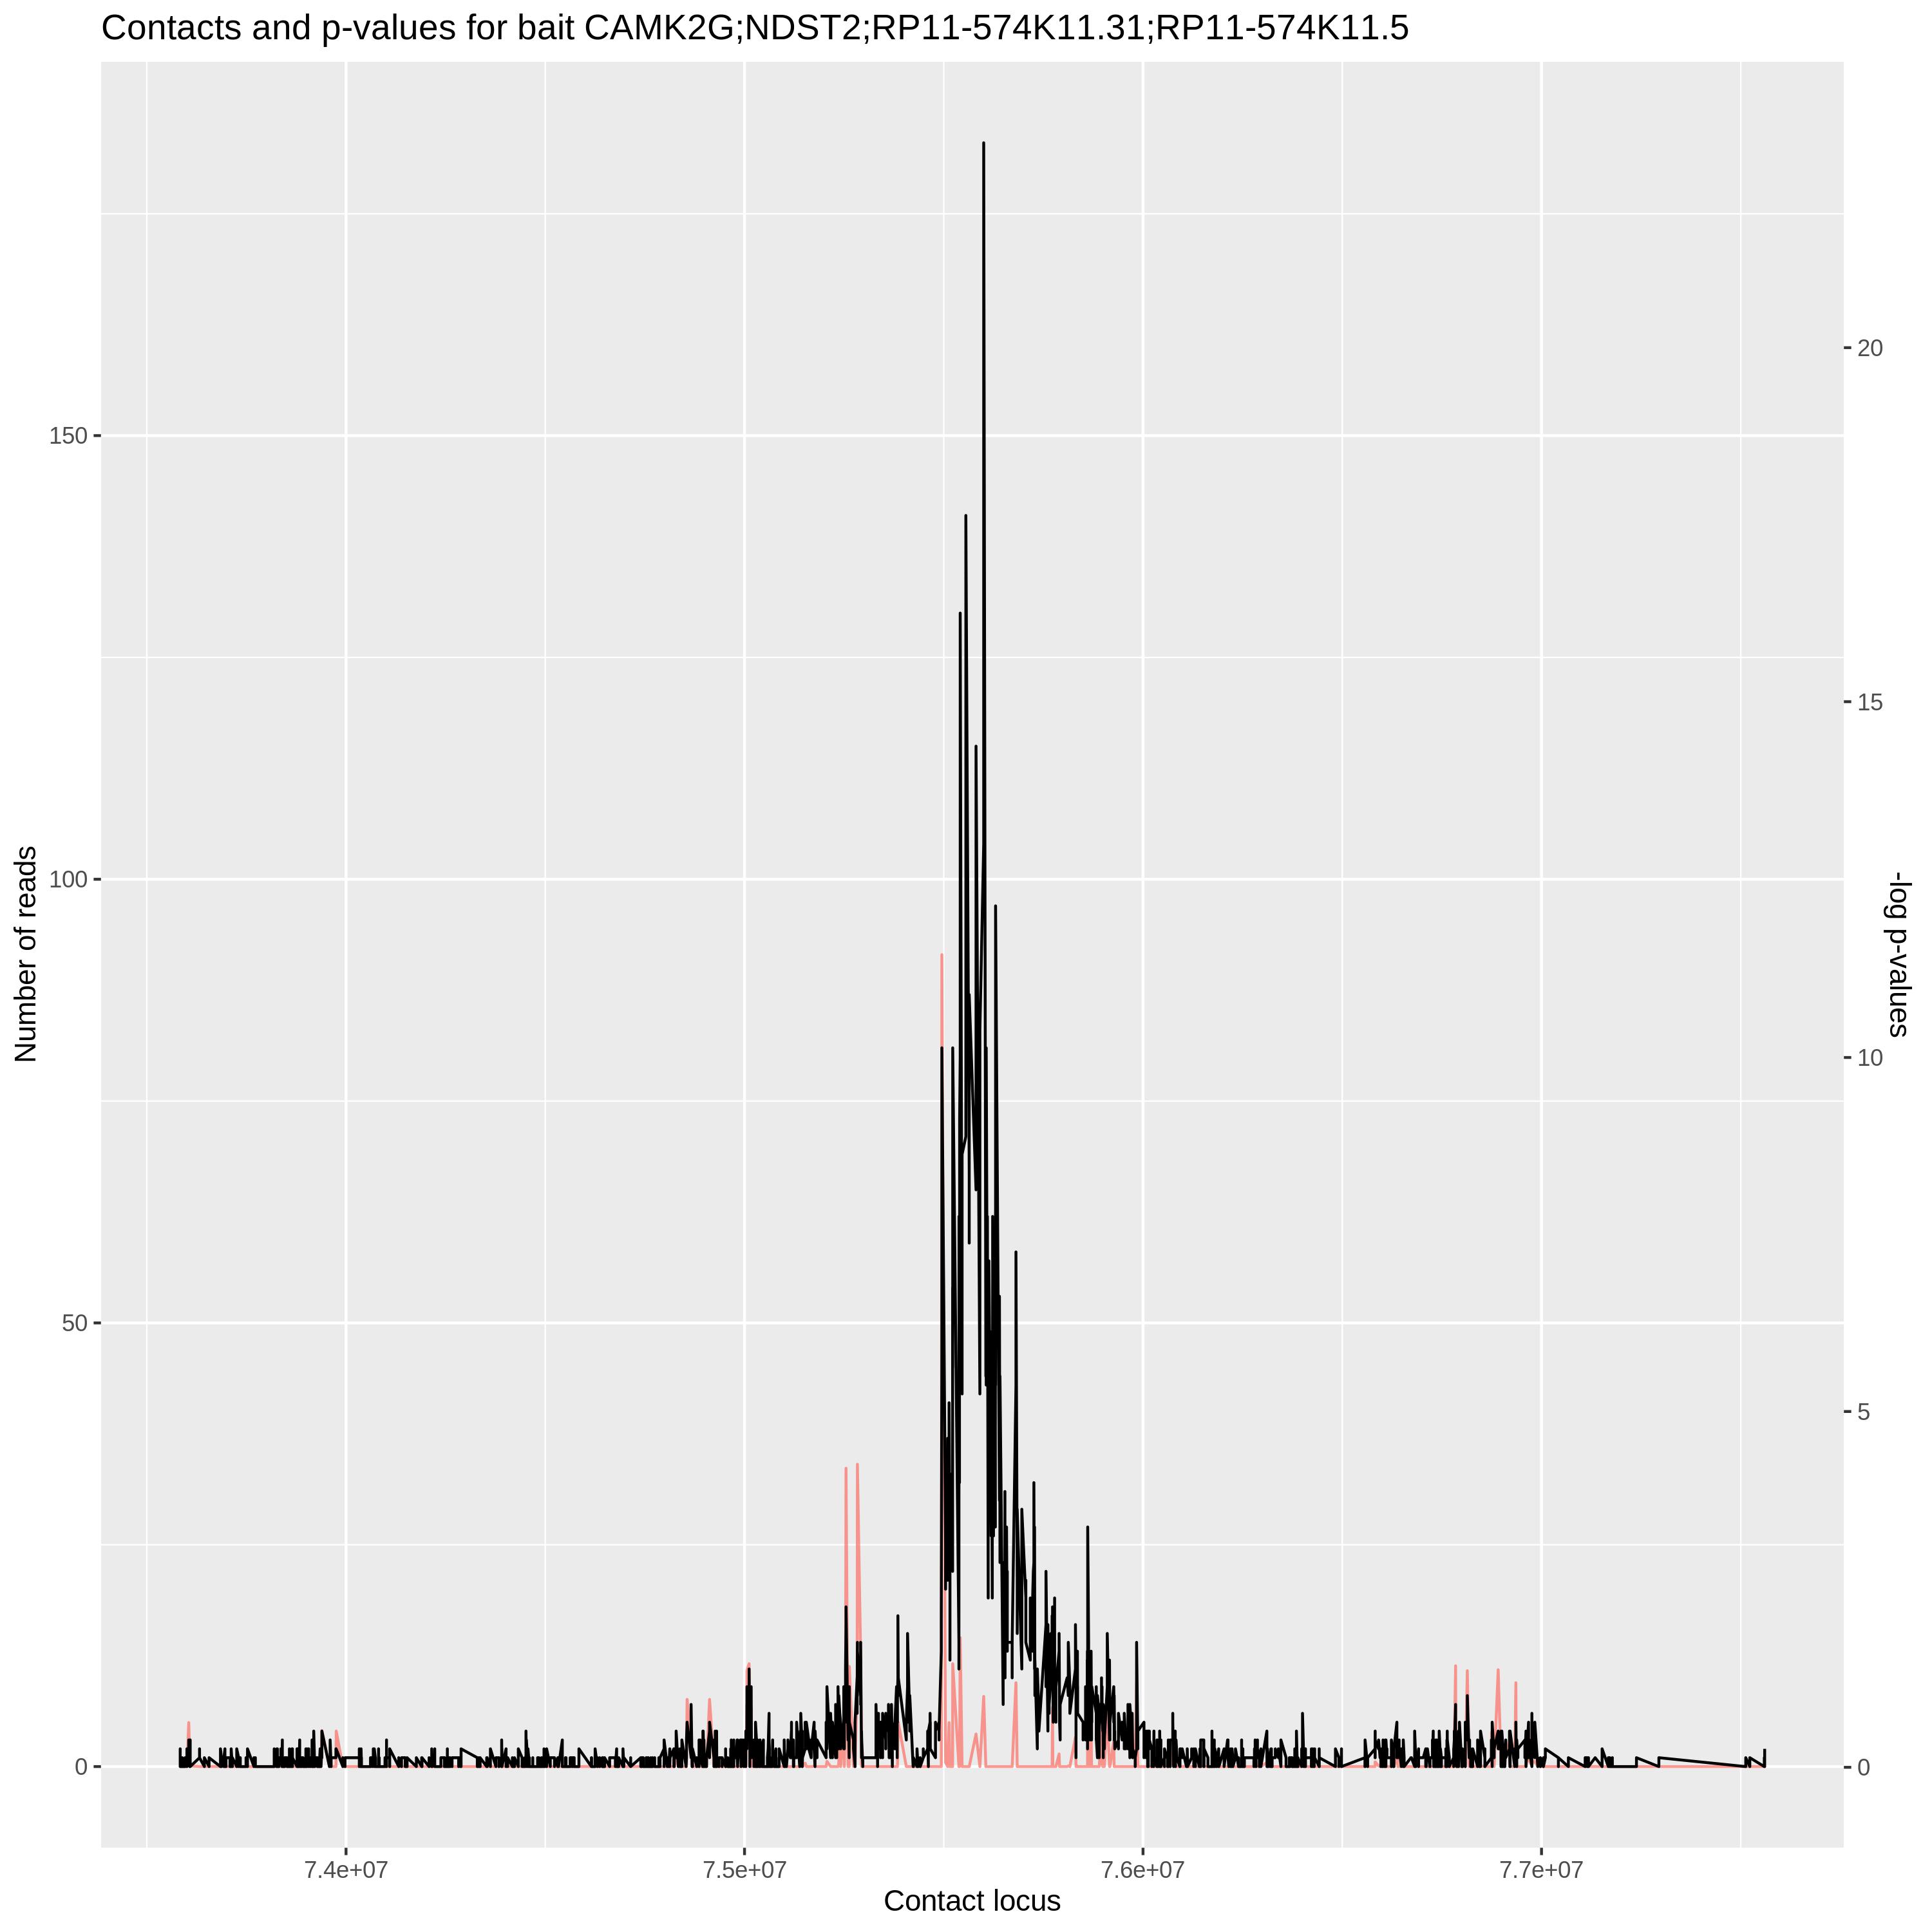 Contacts and p-values for bait CAMK2G;NDST2;RP11-574K11.31;RP11-574K11.5
Number of reads
150
100
50
0
20
15
10
5
0
-log p-values
7.4e+07 7.5e+07 7.6e+07 7.7e+07
Contact locus